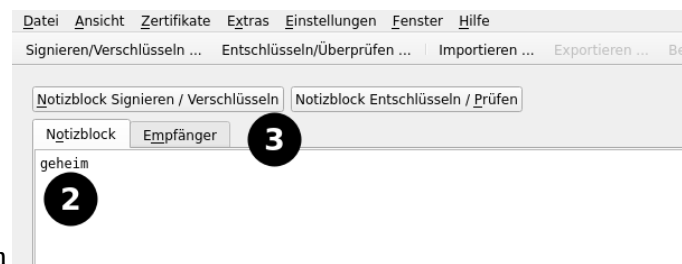 Datei Ansicht Zertifikate Extras Einstellungen Fenster Hilfe
Signieren/Verschlüsseln ... Entschlüsseln/Überprüfen ... Importieren ... Exportieren ...
Notizblock Signieren / Verschlüsseln Notizblock Entschlüsseln / Prüfen
Notizblock Empfänger
3
geheim
2